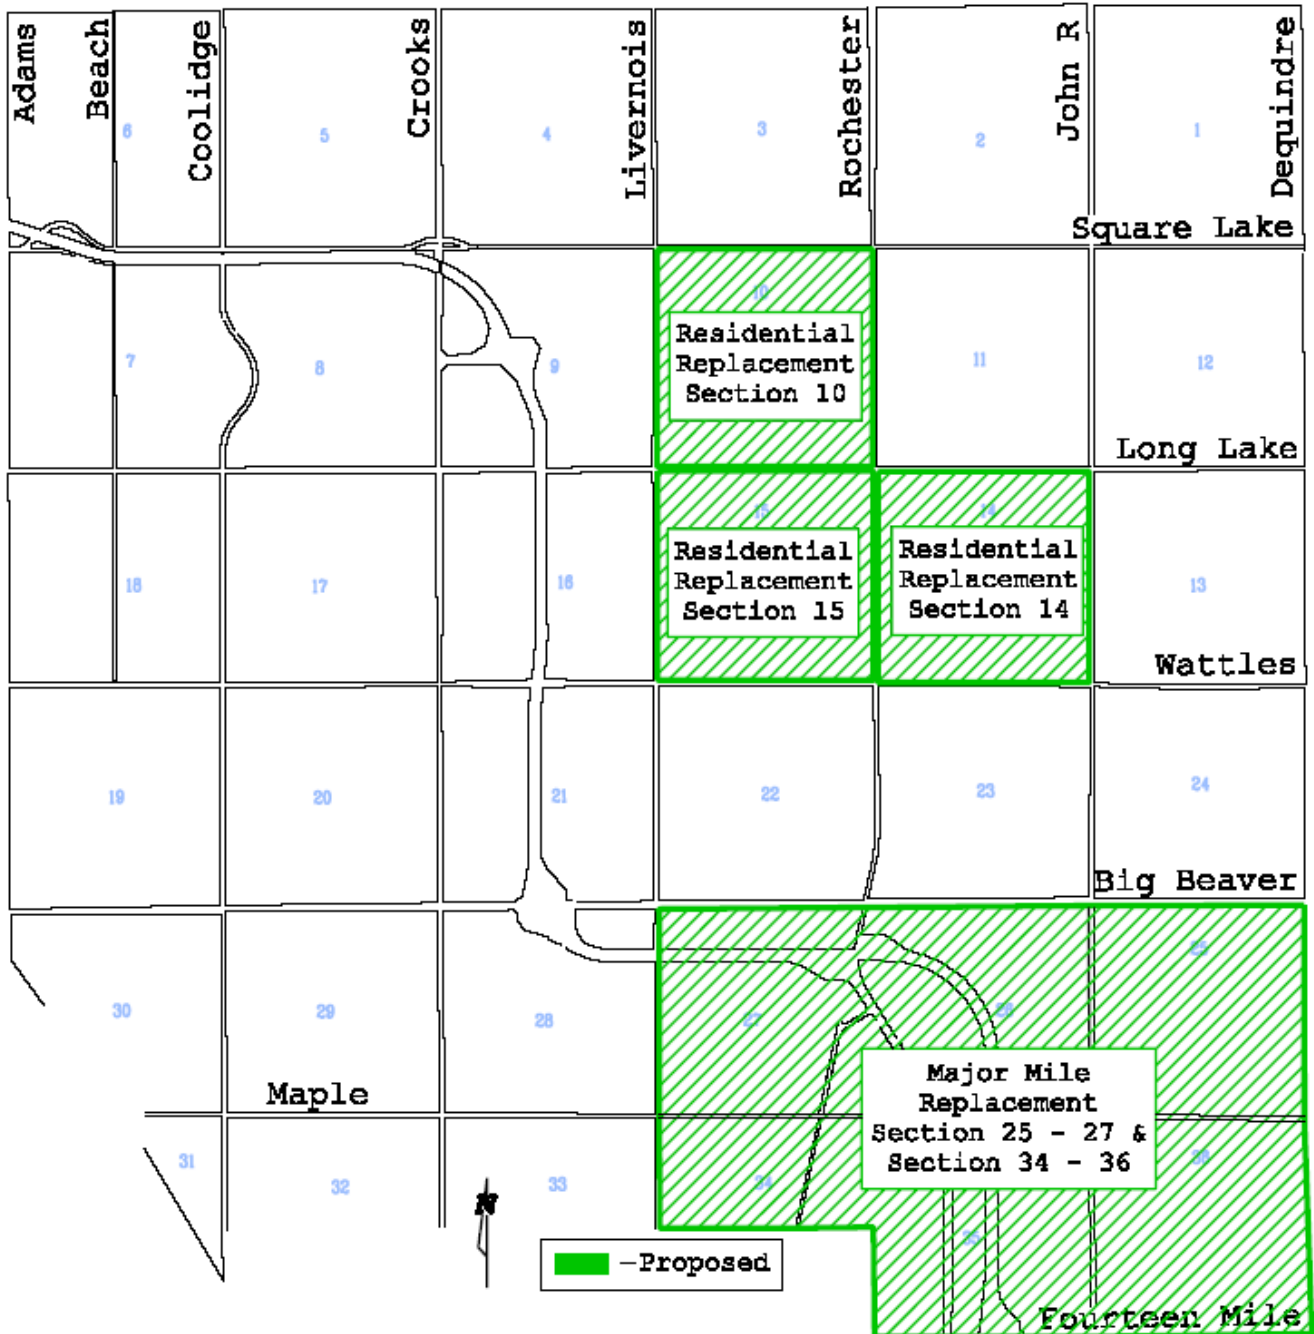 Adams
Beach
Coolidge
Crooks
Livernois
Rochester
John R
Dequindre
6
5
4
3
2
1
Square Lake
7
8
9
10
Residential
Replacement
Section 10
11
12
Long Lake
18
17
16
15
Residential
Replacement
Section 15
14
Residential
Replacement
Section 14
13
Wattles
19
20
21
22
23
24
Big Beaver
30
29
28
27
26
25
Maple
Major Mile
Replacement
Section 25 - 27 &
Section 34 - 36
31
32
33
34
35
36
N
-Proposed
Fourteen Mile